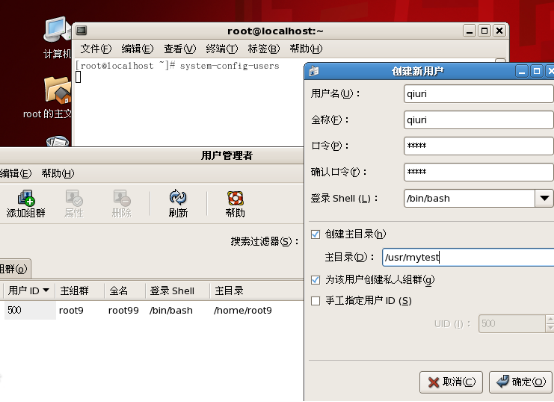 root@localhost:~
计算机
文件(F) 编辑(E) 查看(V) 终端(T) 标签(B) 帮助(H)
[root@localhost ~]# system-config-users
root 的主文
创建新用户
用户名(U): qiuri
全称(F): qiuri
口令(P): *****
确认口令(f): *****
登录 Shell (L): /bin/bash
创建主目录(h)
主目录(D): /usr/mytest
为该用户创建私人组群(g)
手工指定用户 ID (S)
UID (I): 500
取消(C) 确定(O)
用户管理者
编辑(E) 帮助(H)
添加组群 属性 删除 刷新 帮助
搜索过滤器(S):
组群(o)
用户 ID 主组群 全名 登录 Shell 主目录
500 root9 root99 /bin/bash /home/root9